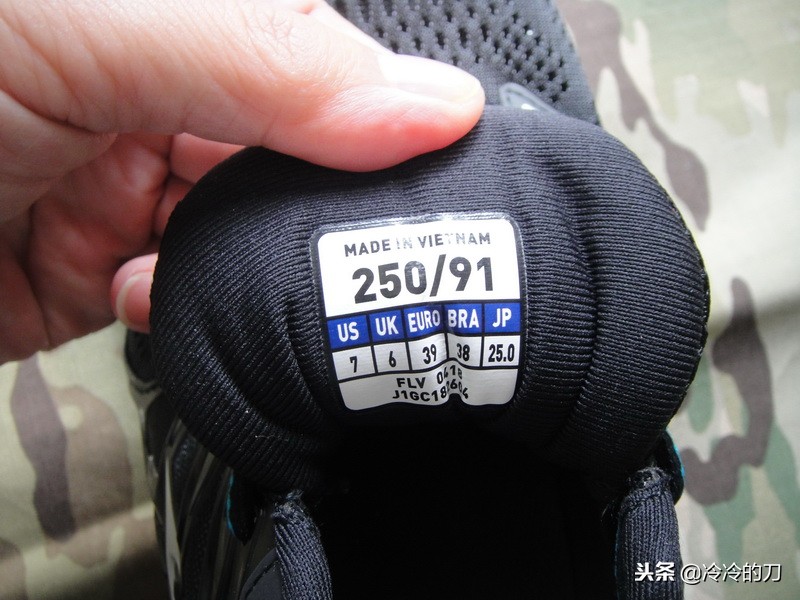 MADE IN VIETNAM
250/91
US UK EURO BRA JP
7 6 39 38 25.0
FLV
头条 @冷冷的刀